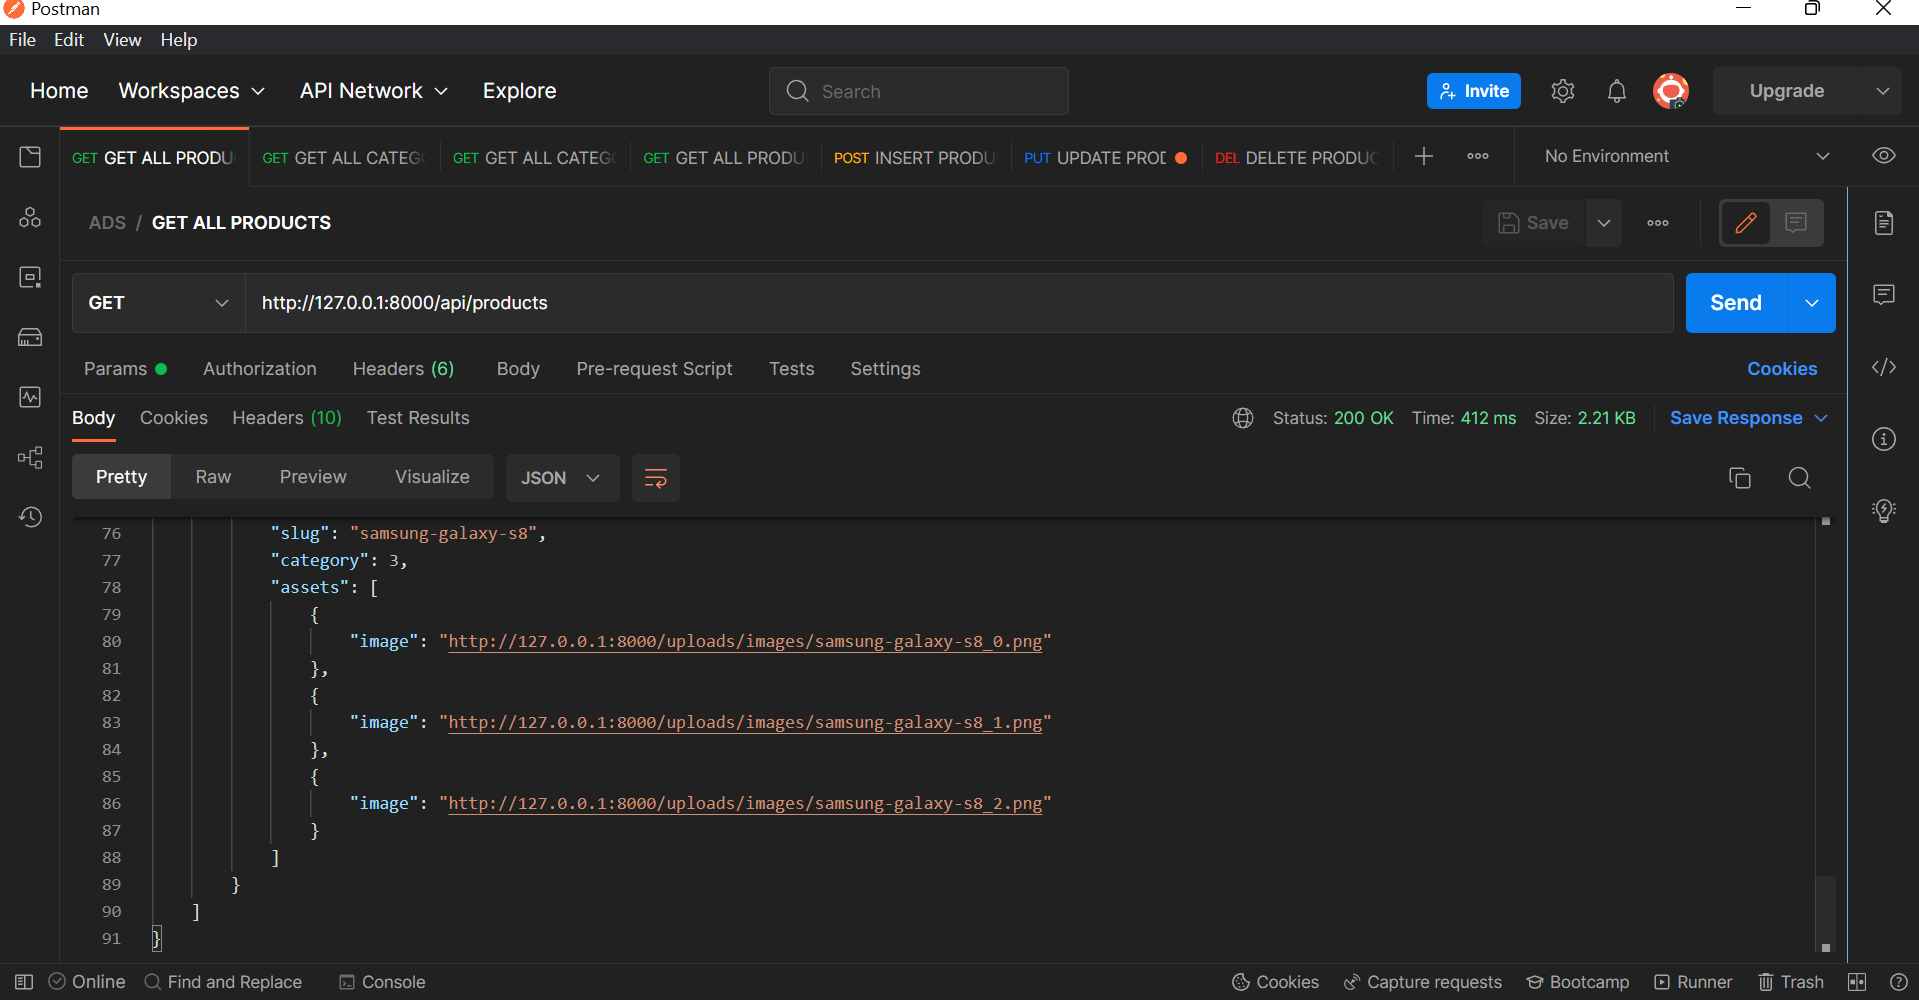 Postman
File Edit View Help
Home Workspaces API Network Explore Search Invite Upgrade
GET GET ALL PRODU GET GET ALL CATEG GET GET ALL CATEG GET GET ALL PRODU POST INSERT PRODU PUT UPDATE PROD DEL DELETE PRODUC No Environment
ADS / GET ALL PRODUCTS Save
GET http://127.0.0.1:8000/api/products Send
Params Authorization Headers (6) Body Pre-request Script Tests Settings Cookies
Body Cookies Headers (10) Test Results Status: 200 OK Time: 412 ms Size: 2.21 KB Save Response
Pretty Raw Preview Visualize JSON
76 "slug": "samsung-galaxy-s8",
77 "category": 3,
78 "assets": [
79 {
80 "image": "http://127.0.0.1:8000/uploads/images/samsung-galaxy-s8_0.png"
81 },
82 {
83 "image": "http://127.0.0.1:8000/uploads/images/samsung-galaxy-s8_1.png"
84 },
85 {
86 "image": "http://127.0.0.1:8000/uploads/images/samsung-galaxy-s8_2.png"
87 }
88 ]
89 }
90 ]
91 }
Online Find and Replace Console Cookies Capture requests Bootcamp Runner Trash